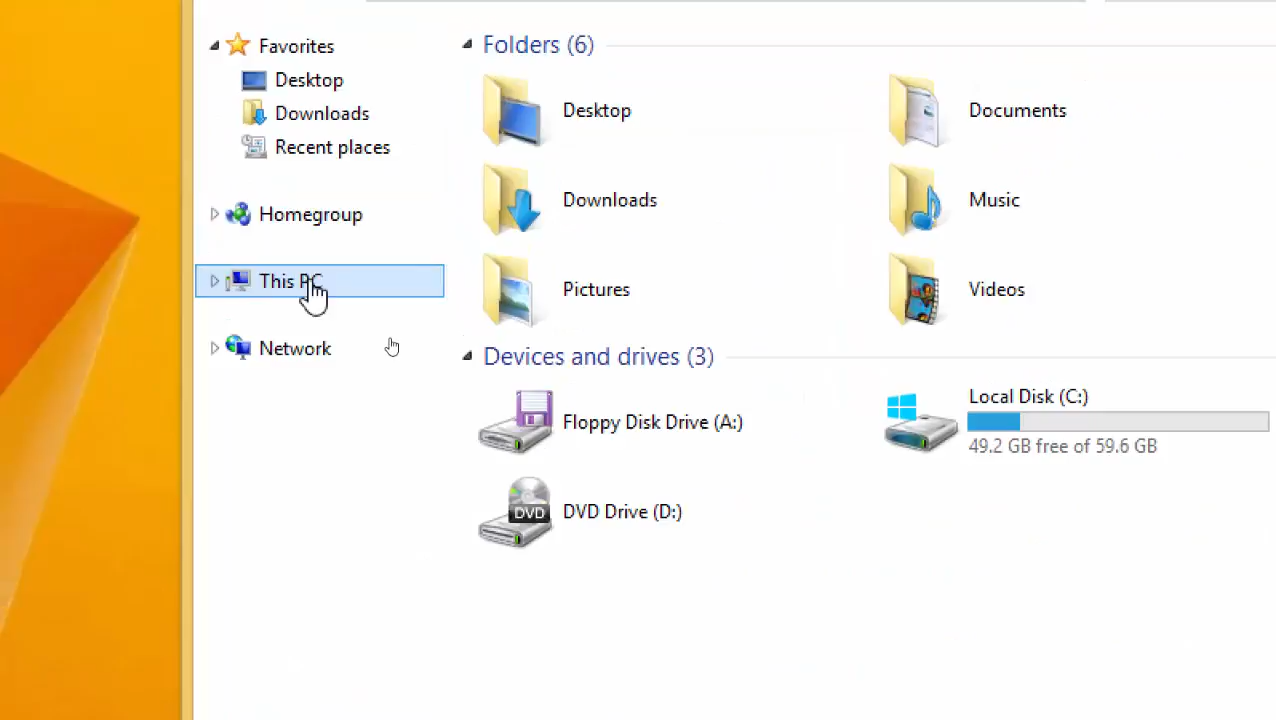 Favorites
Desktop
Downloads
Recent places
Homegroup
This PC
Network
Folders (6)
Desktop
Documents
Downloads
Music
Pictures
Videos
Devices and drives (3)
Floppy Disk Drive (A:)
Local Disk (C:)
49.2 GB free of 59.6 GB
DVD
DVD Drive (D:)